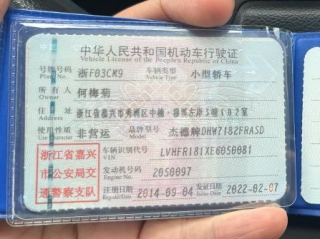 中华人民共和国机动车行驶证
Vehicle License of the People's Republic of China
号牌号码 浙F03CM9 车辆类型 小型轿车
Plate No. Vehicle Type
所有人 何梅菊
Owner
住址 浙江省嘉兴市秀洲区中
Address
使用性质 非营运 品牌型号 杰德牌DHW7182FRASD
Use Character Model
浙江省嘉兴市公安局交通警察支队
车辆识别代号 LVHFR181XE6050081
VIN
发动机号码 2050097
Engine No.
注册日期 2014-09-04 发证日期 2022-02-07
Register Date Issue Date